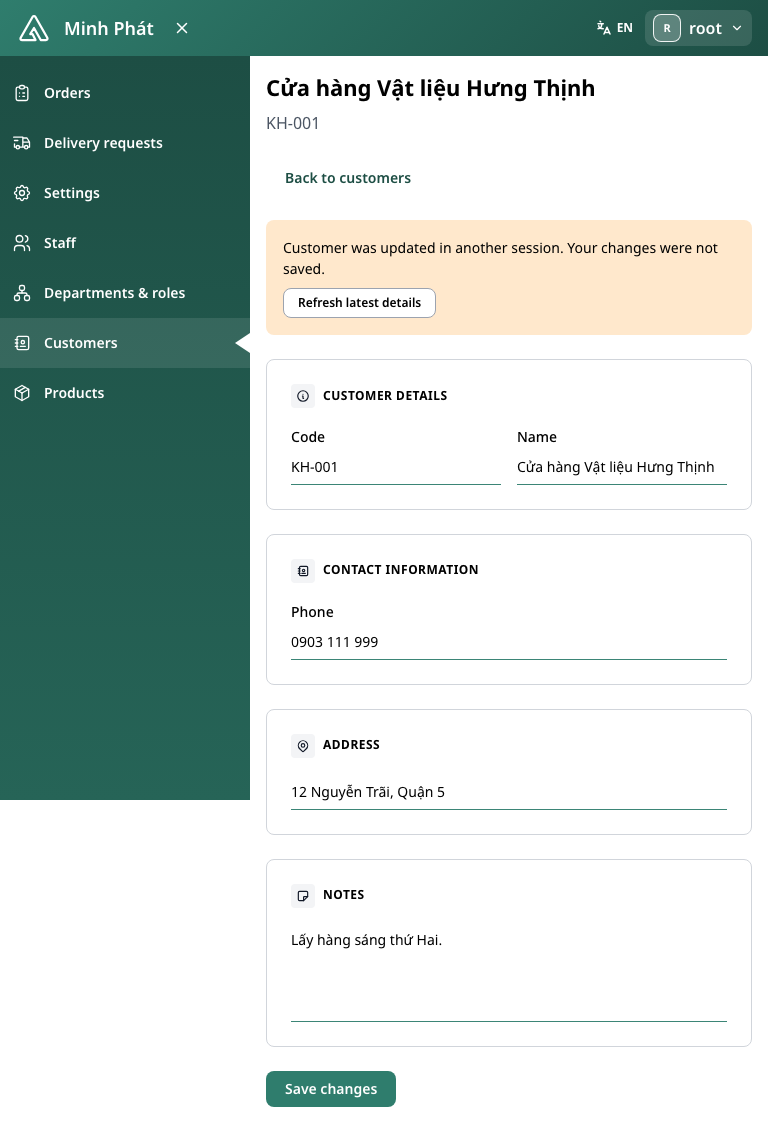 Minh Phát
EN
R
root
Orders
Delivery requests
Settings
Staff
Departments & roles
Customers
Products
Cửa hàng Vật liệu Hưng Thịnh
KH-001
Back to customers
Customer was updated in another session. Your changes were not
saved.
Refresh latest details
CUSTOMER DETAILS
Code
Name
KH-001
Cửa hàng Vật liệu Hưng Thịnh
CONTACT INFORMATION
Phone
0903 111 999
ADDRESS
12 Nguyễn Trãi, Quận 5
NOTES
Lấy hàng sáng thứ Hai.
Save changes